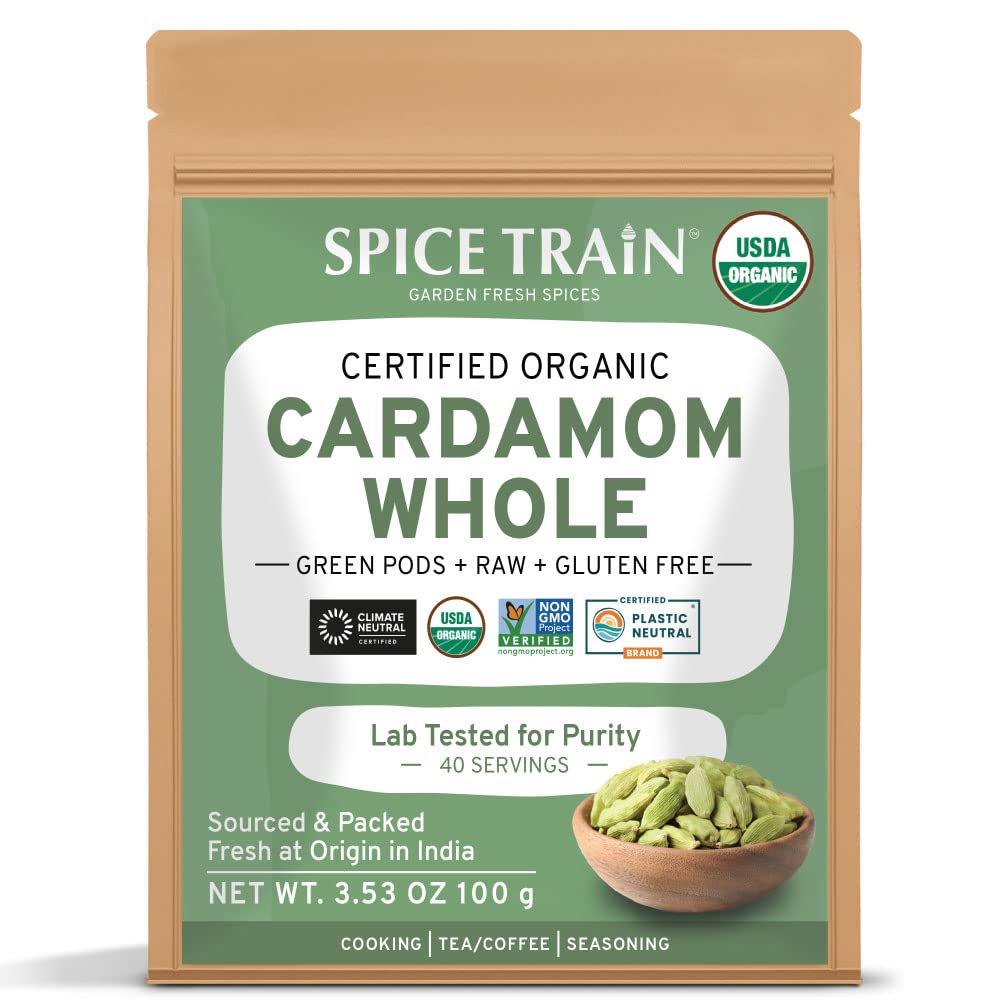 SPICE TRAIN™
GARDEN FRESH SPICES
USDA
ORGANIC
CERTIFIED ORGANIC
CARDAMOM
WHOLE
GREEN PODS + RAW + GLUTEN FREE
CLIMATE
NEUTRAL
CERTIFIED
USDA
ORGANIC
NON
GMO
Project
VERIFIED
nongmoproject.org
CERTIFIED
PLASTIC
NEUTRAL
®
BRAND
Lab Tested for Purity
— 40 SERVINGS —
Sourced & Packed
Fresh at Origin in India
NET WT. 3.53 OZ 100 g
COOKING | TEA/COFFEE | SEASONING